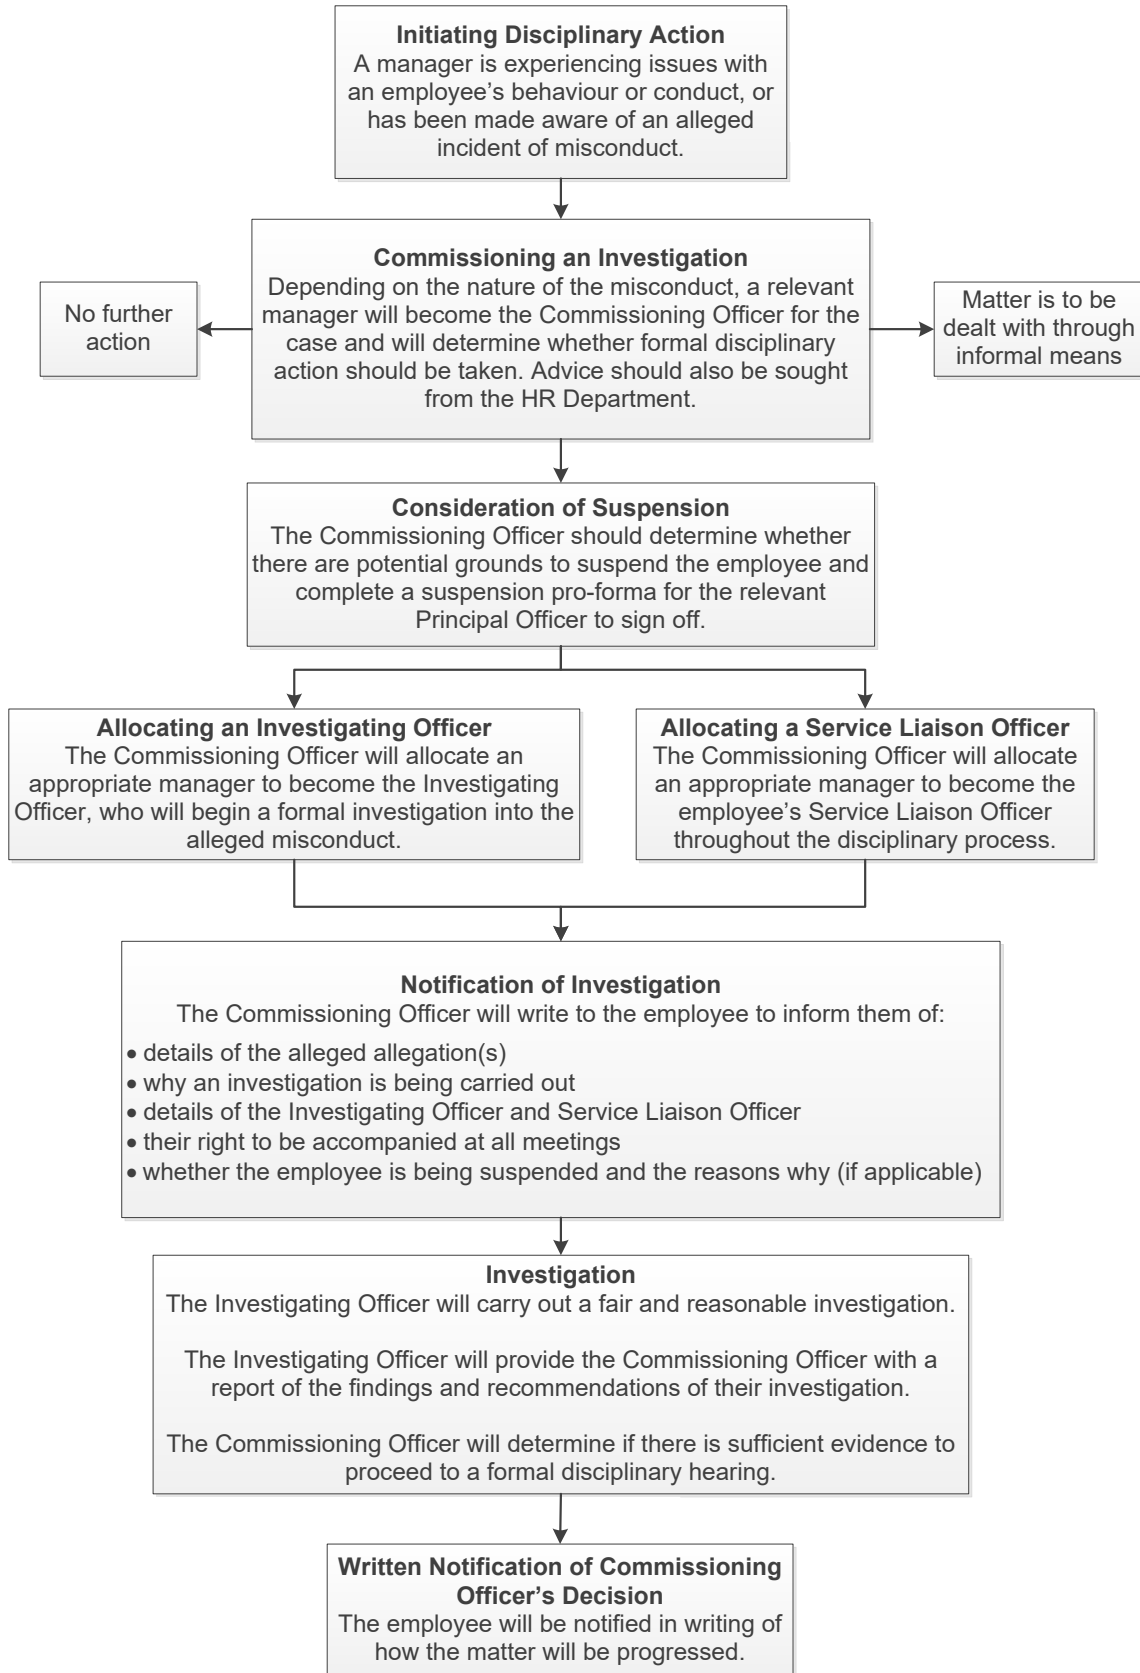 Initiating Disciplinary Action
A manager is experiencing issues with
an employee’s behaviour or conduct, or
has been made aware of an alleged
incident of misconduct.
Commissioning an Investigation
Depending on the nature of the misconduct, a relevant
manager will become the Commissioning Officer for the
case and will determine whether formal disciplinary
action should be taken. Advice should also be sought
from the HR Department.
No further
action
Matter is to be
dealt with through
informal means
Consideration of Suspension
The Commissioning Officer should determine whether
there are potential grounds to suspend the employee and
complete a suspension pro-forma for the relevant
Principal Officer to sign off.
Allocating an Investigating Officer
The Commissioning Officer will allocate an
appropriate manager to become the Investigating
Officer, who will begin a formal investigation into the
alleged misconduct.
Allocating a Service Liaison Officer
The Commissioning Officer will allocate
an appropriate manager to become the
employee’s Service Liaison Officer
throughout the disciplinary process.
Notification of Investigation
The Commissioning Officer will write to the employee to inform them of:
• details of the alleged allegation(s)
• why an investigation is being carried out
• details of the Investigating Officer and Service Liaison Officer
• their right to be accompanied at all meetings
• whether the employee is being suspended and the reasons why (if applicable)
Investigation
The Investigating Officer will carry out a fair and reasonable investigation.
The Investigating Officer will provide the Commissioning Officer with a
report of the findings and recommendations of their investigation.
The Commissioning Officer will determine if there is sufficient evidence to
proceed to a formal disciplinary hearing.
Written Notification of Commissioning
Officer’s Decision
The employee will be notified in writing of
how the matter will be progressed.